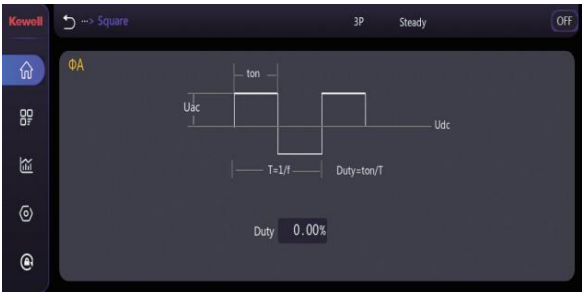 Kewell
···> Square
3P
Steady
OFF
ΦA
ton
Uac
Udc
T=1/f
Duty=ton/T
Duty 0.00%